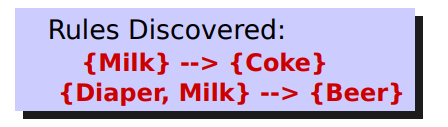 Rules Discovered:
{Milk} --> {Coke}
{Diaper, Milk} --> {Beer}